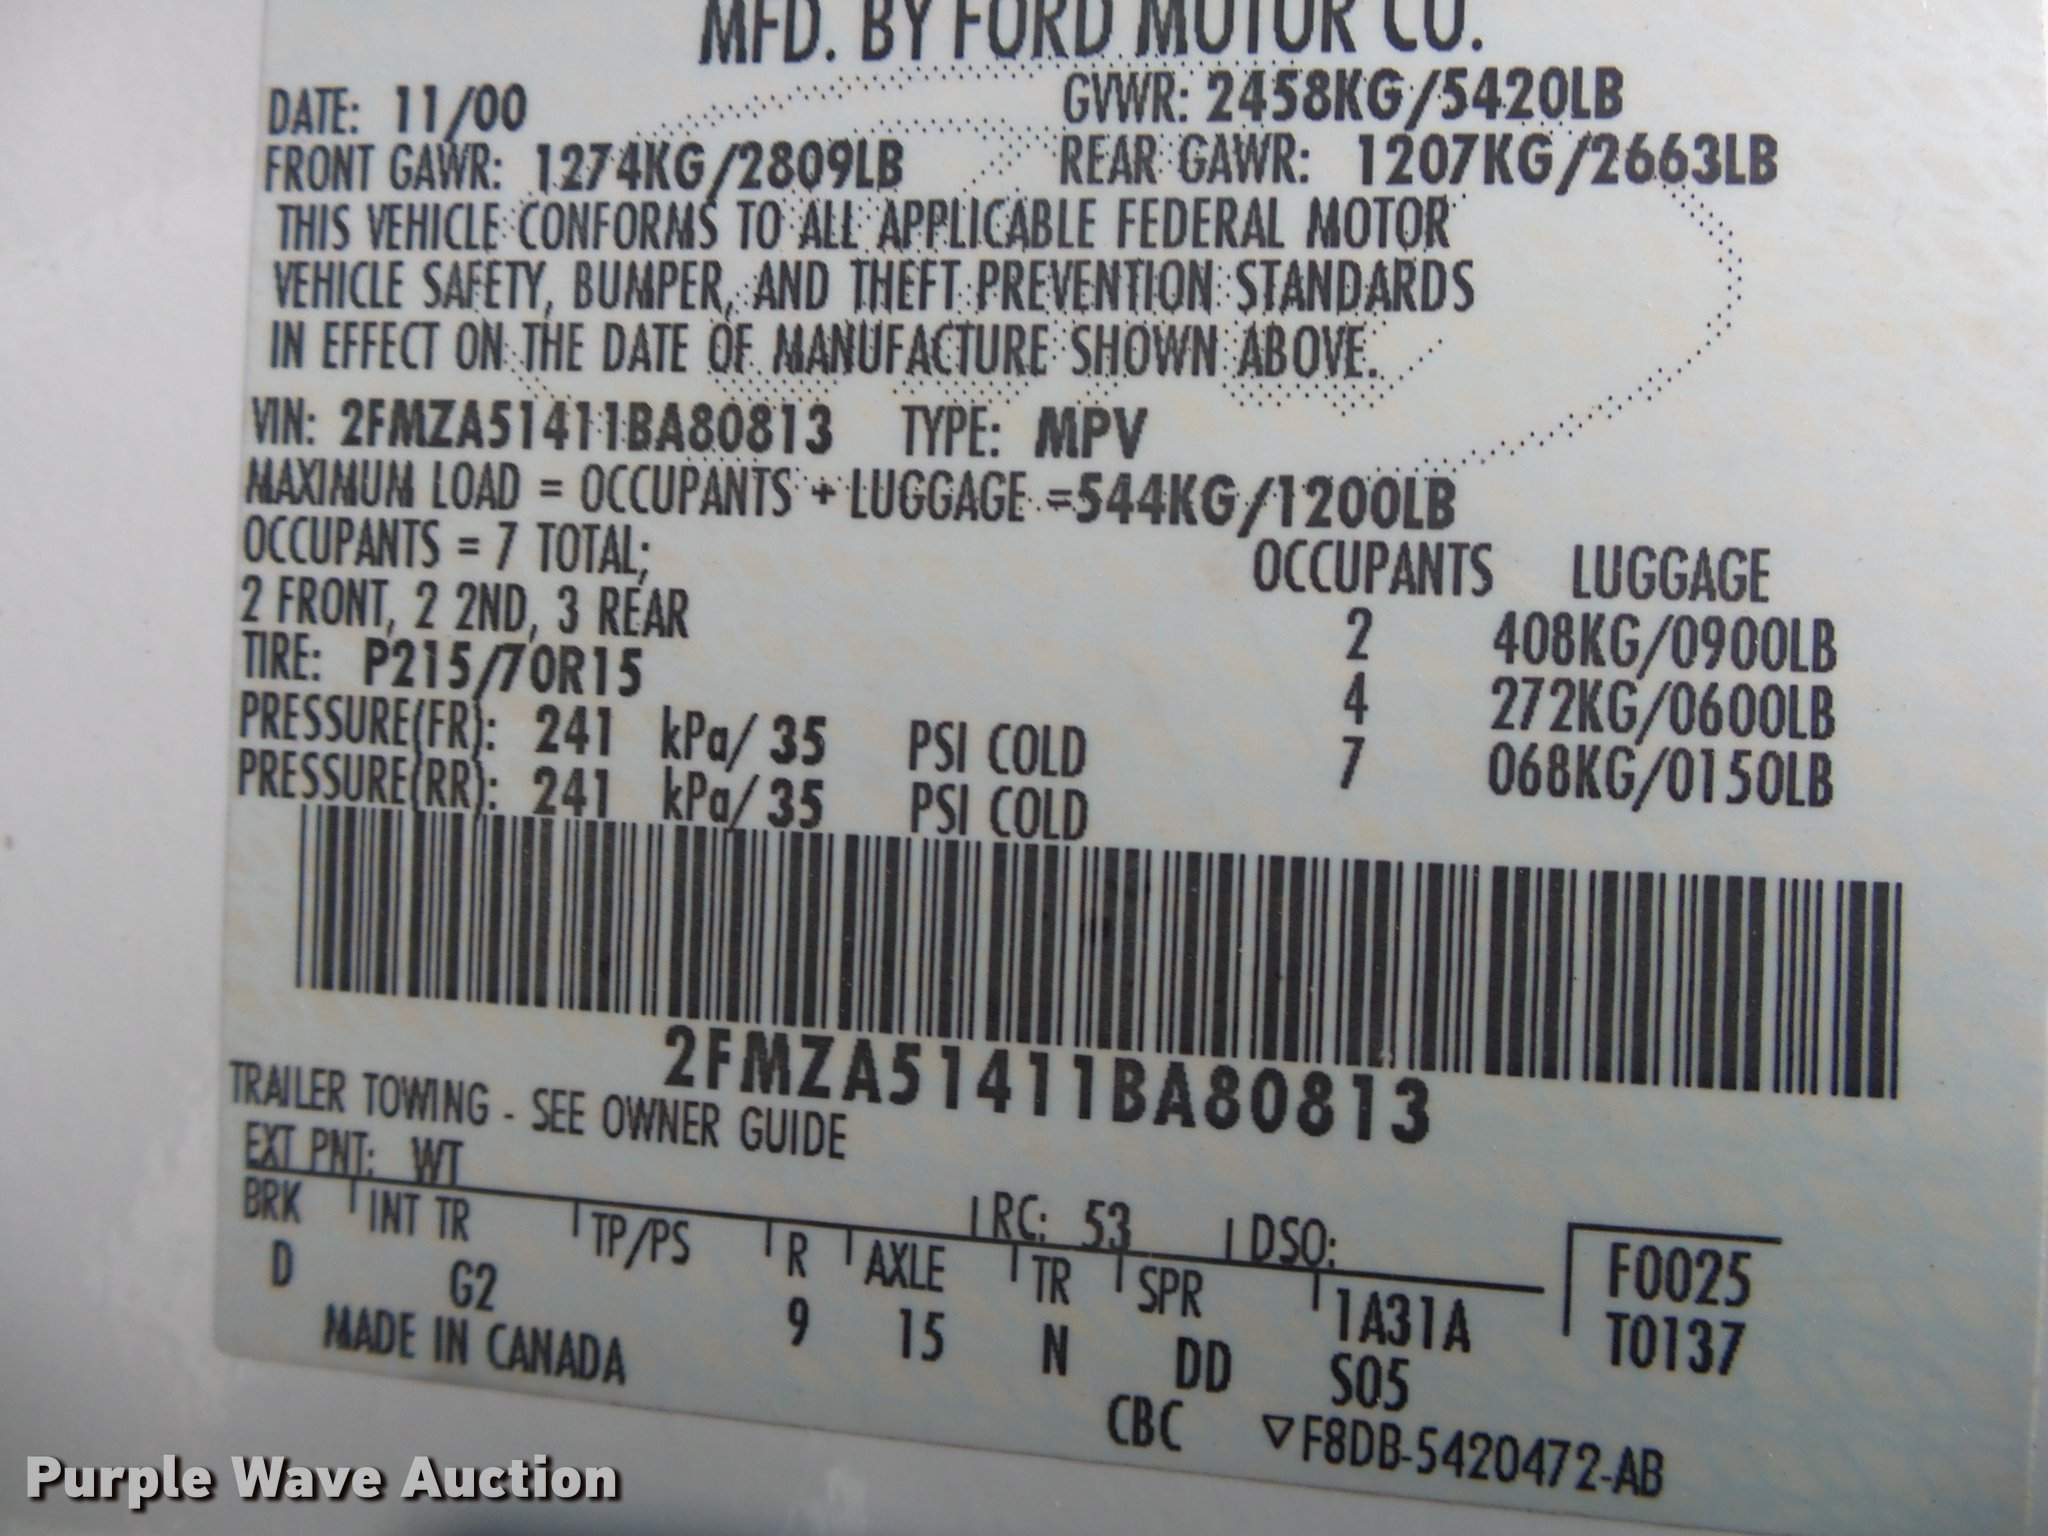 MFD. BY FORD MOTOR CO.
DATE: 11/00 GVWR: 2458KG/5420LB
FRONT GAWR: 1274KG/2809LB REAR GAWR: 1207KG/2663LB
THIS VEHICLE CONFORMS TO ALL APPLICABLE FEDERAL MOTOR
VEHICLE SAFETY, BUMPER, AND THEFT PREVENTION STANDARDS
IN EFFECT ON THE DATE OF MANUFACTURE SHOWN ABOVE.
VIN: 2FMZA51411BA80813 TYPE: MPV
MAXIMUM LOAD = OCCUPANTS + LUGGAGE =544KG/1200LB
OCCUPANTS = 7 TOTAL; OCCUPANTS LUGGAGE
2 FRONT, 2 2ND, 3 REAR 2 408KG/0900LB
TIRE: P215/70R15 4 272KG/0600LB
PRESSURE(FR): 241 kPa/ 35 PSI COLD 7 068KG/0150LB
PRESSURE(RR): 241 kPa/ 35 PSI COLD
2FMZA51411BA80813
TRAILER TOWING - SEE OWNER GUIDE
EXT PNT: WT RC: 53 DSO:
BRK INT TR TP/PS R AXLE TR SPR 1A31A F0025
D G2 9 15 N DD S05 T0137
MADE IN CANADA
CBC ▽F8DB-5420472-AB
Purple Wave Auction